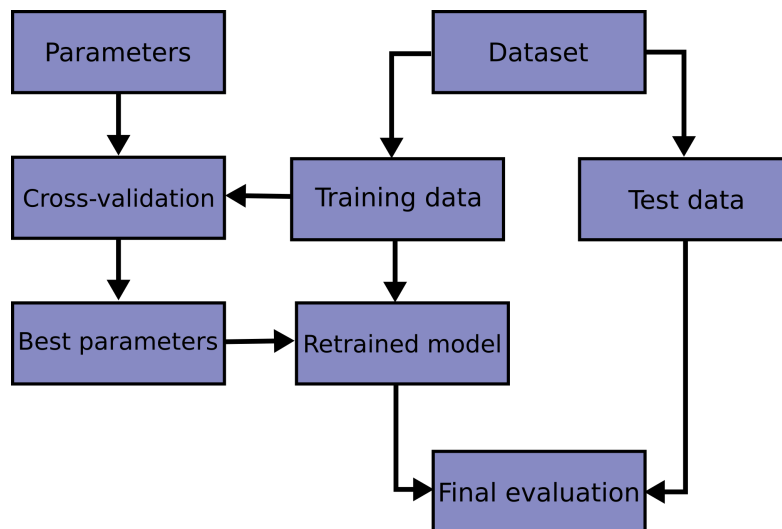 Parameters
Dataset
Cross-validation
Training data
Test data
Best parameters
Retrained model
Final evaluation